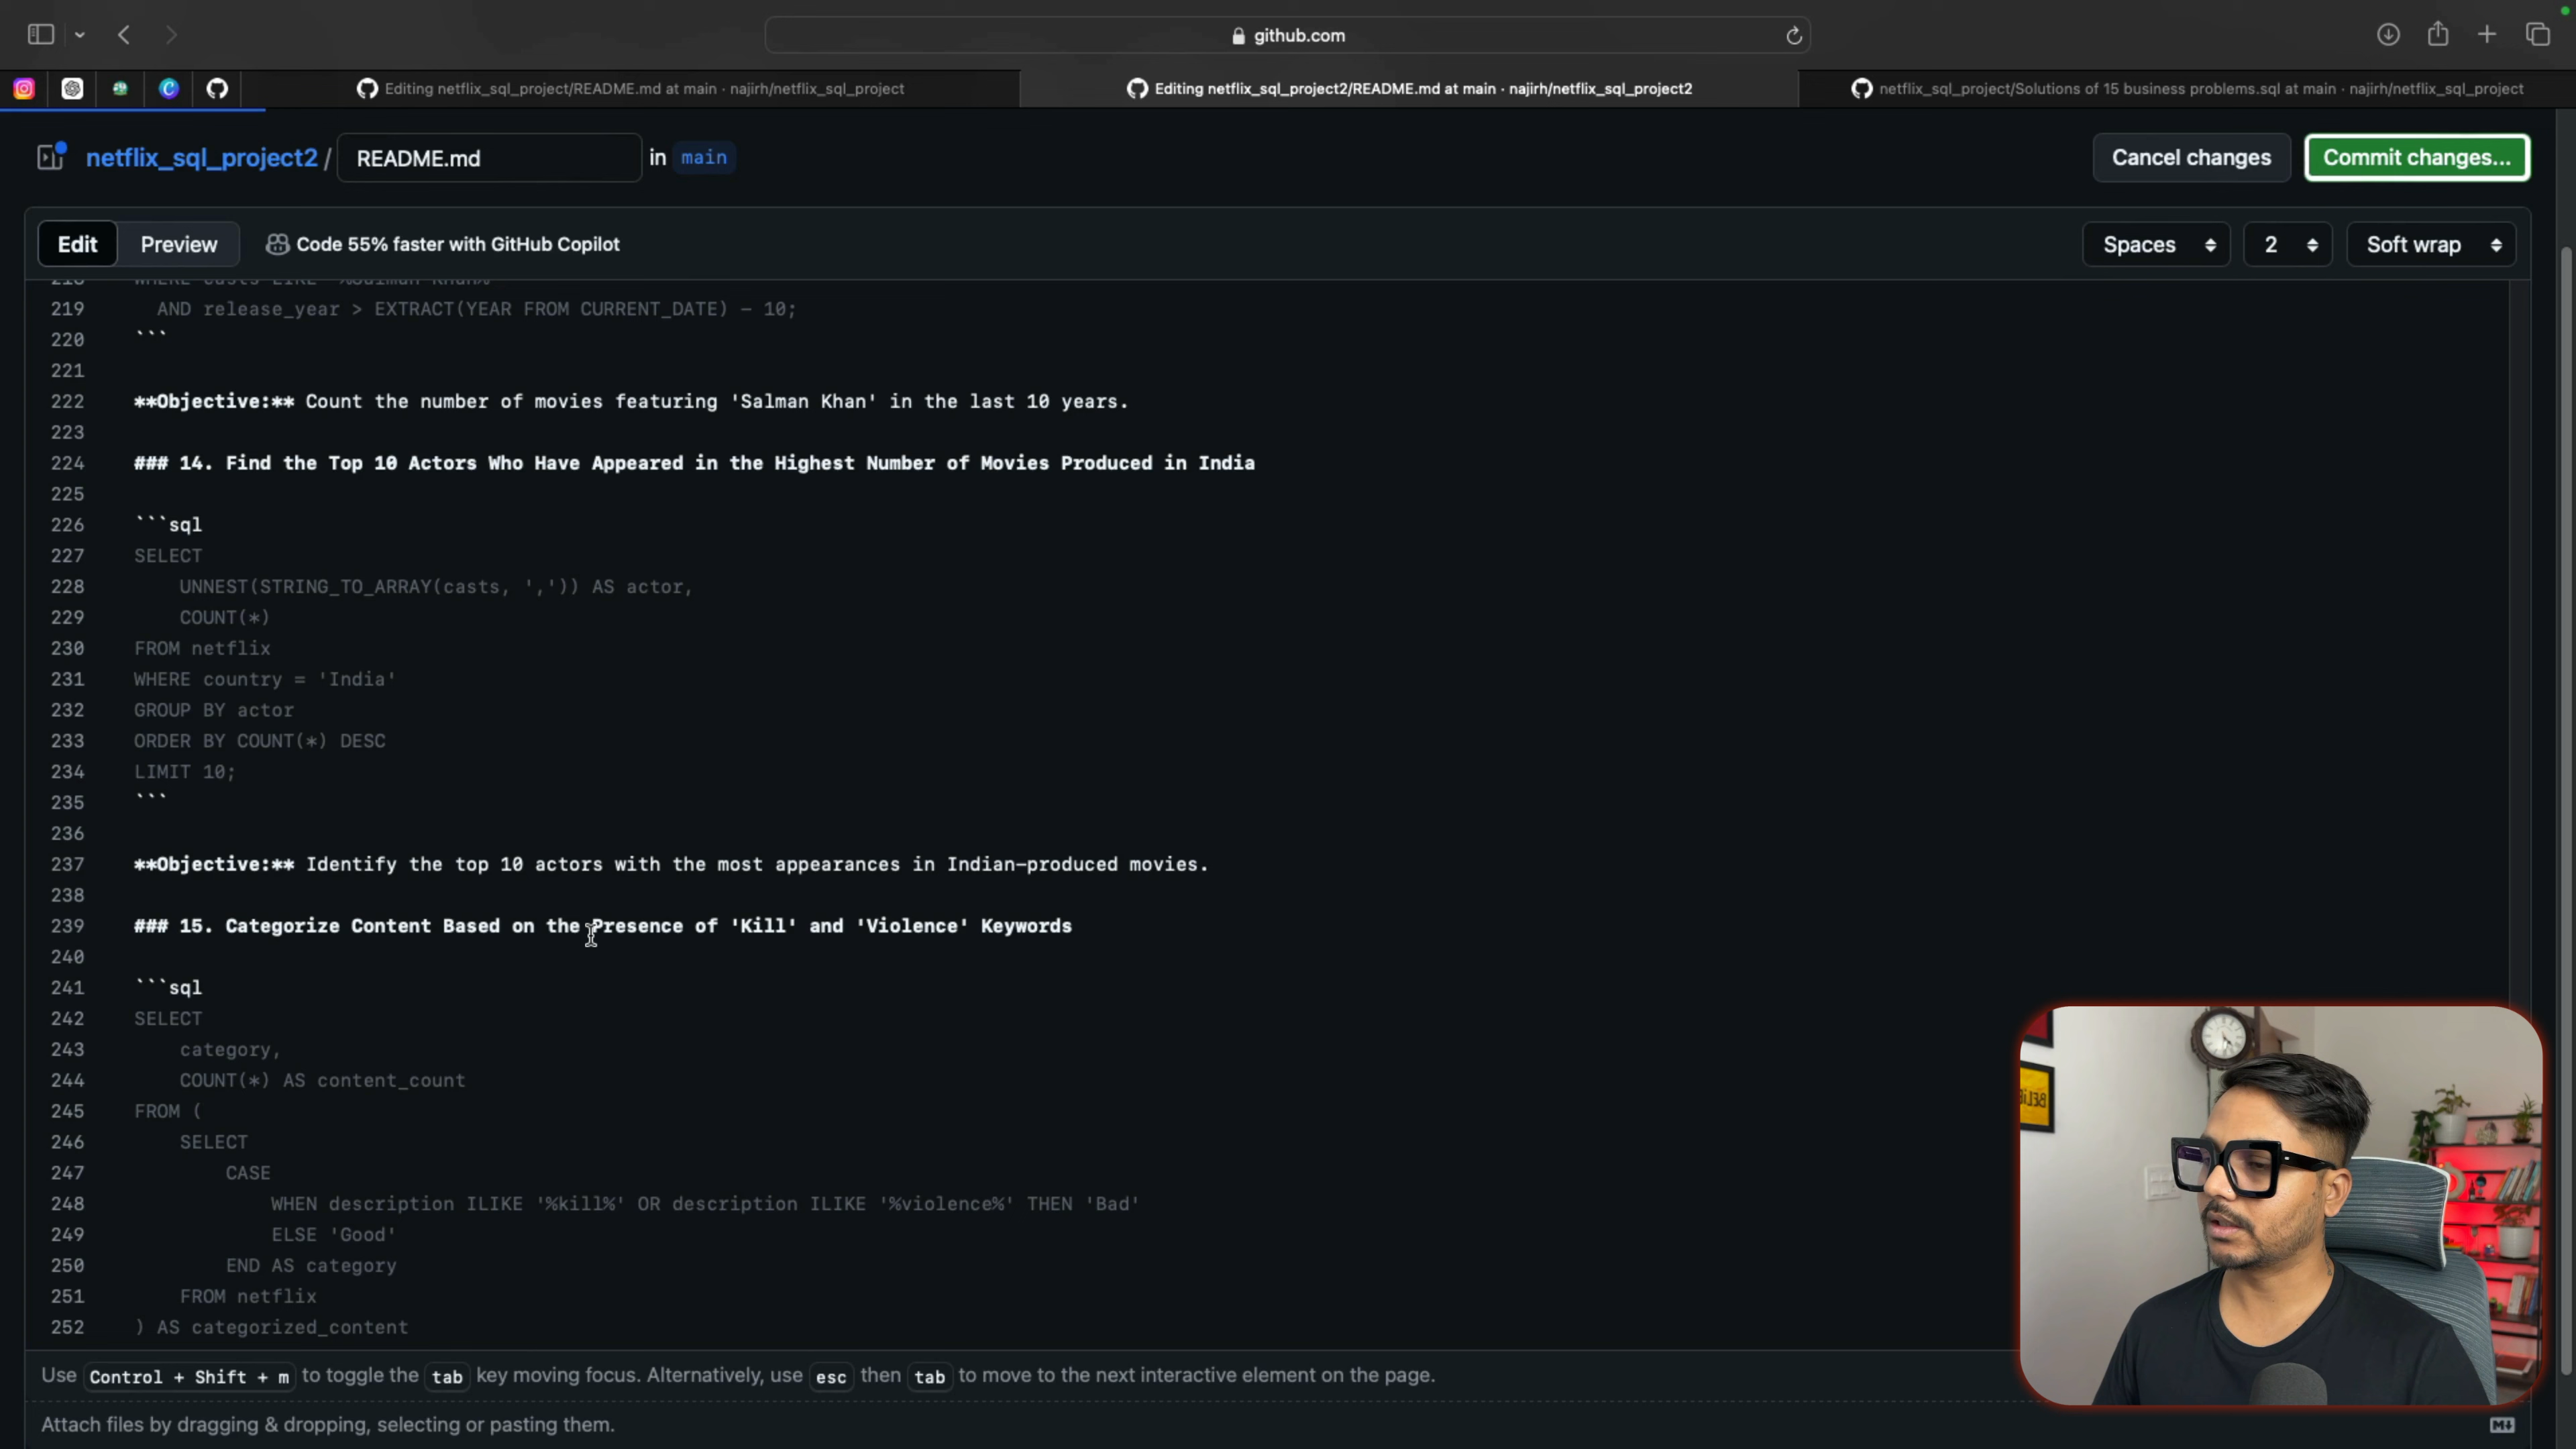 github.com
Editing netflix_sql_project/README.md at main · najirh/netflix_sql_project
Editing netflix_sql_project2/README.md at main · najirh/netflix_sql_project2
netflix_sql_project/Solutions of 15 business problems.sql at main · najirh/netflix_sql_project
netflix_sql_project2 / README.md in main
Cancel changes
Commit changes...
Edit
Preview
Code 55% faster with GitHub Copilot
Spaces
2
Soft wrap
218 WHERE casts LIKE '%Salman Khan%'
219   AND release_year > EXTRACT(YEAR FROM CURRENT_DATE) - 10;
220 ```
221
222 **Objective:** Count the number of movies featuring 'Salman Khan' in the last 10 years.
223
224 ### 14. Find the Top 10 Actors Who Have Appeared in the Highest Number of Movies Produced in India
225
226 ```sql
227 SELECT
228     UNNEST(STRING_TO_ARRAY(casts, ',')) AS actor,
229     COUNT(*)
230 FROM netflix
231 WHERE country = 'India'
232 GROUP BY actor
233 ORDER BY COUNT(*) DESC
234 LIMIT 10;
235 ```
236
237 **Objective:** Identify the top 10 actors with the most appearances in Indian-produced movies.
238
239 ### 15. Categorize Content Based on the Presence of 'Kill' and 'Violence' Keywords
240
241 ```sql
242 SELECT
243     category,
244     COUNT(*) AS content_count
245 FROM (
246     SELECT
247         CASE
248             WHEN description ILIKE '%kill%' OR description ILIKE '%violence%' THEN 'Bad'
249             ELSE 'Good'
250         END AS category
251     FROM netflix
252 ) AS categorized_content
Use Control + Shift + m to toggle the tab key moving focus. Alternatively, use esc then tab to move to the next interactive element on the page.
Attach files by dragging & dropping, selecting or pasting them.